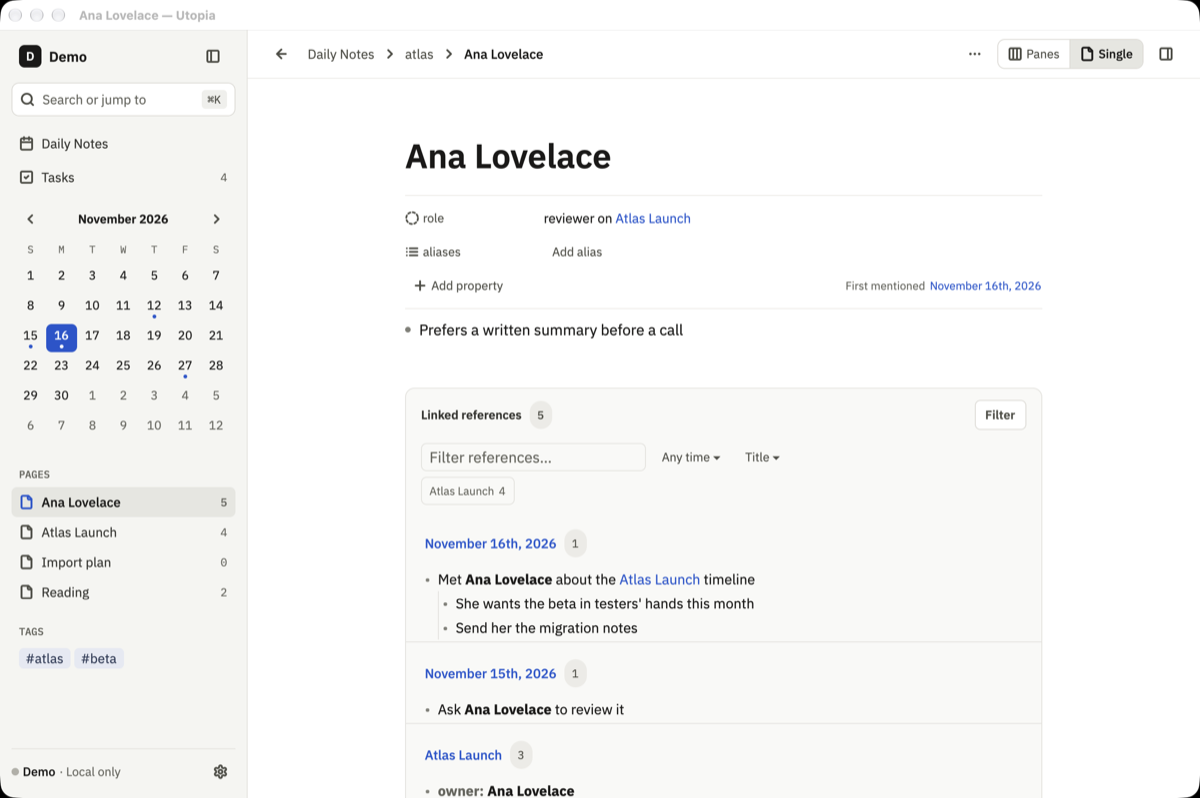 Ana Lovelace — Utopia
D Demo
Search or jump to ⌘K
Daily Notes
Tasks 4
November 2026
S M T W T F S
1 2 3 4 5 6 7
8 9 10 11 12 13 14
15 16 17 18 19 20 21
22 23 24 25 26 27 28
29 30 1 2 3 4 5
6 7 8 9 10 11 12
PAGES
Ana Lovelace 5
Atlas Launch 4
Import plan 0
Reading 2
TAGS
#atlas #beta
Demo · Local only
Daily Notes > atlas > Ana Lovelace
··· Panes Single
Ana Lovelace
role reviewer on Atlas Launch
aliases Add alias
+ Add property First mentioned November 16th, 2026
• Prefers a written summary before a call
Linked references 5 Filter
Filter references... Any time Title
Atlas Launch 4
November 16th, 2026 1
• Met Ana Lovelace about the Atlas Launch timeline
• She wants the beta in testers' hands this month
• Send her the migration notes
November 15th, 2026 1
• Ask Ana Lovelace to review it
Atlas Launch 3
• owner: Ana Lovelace